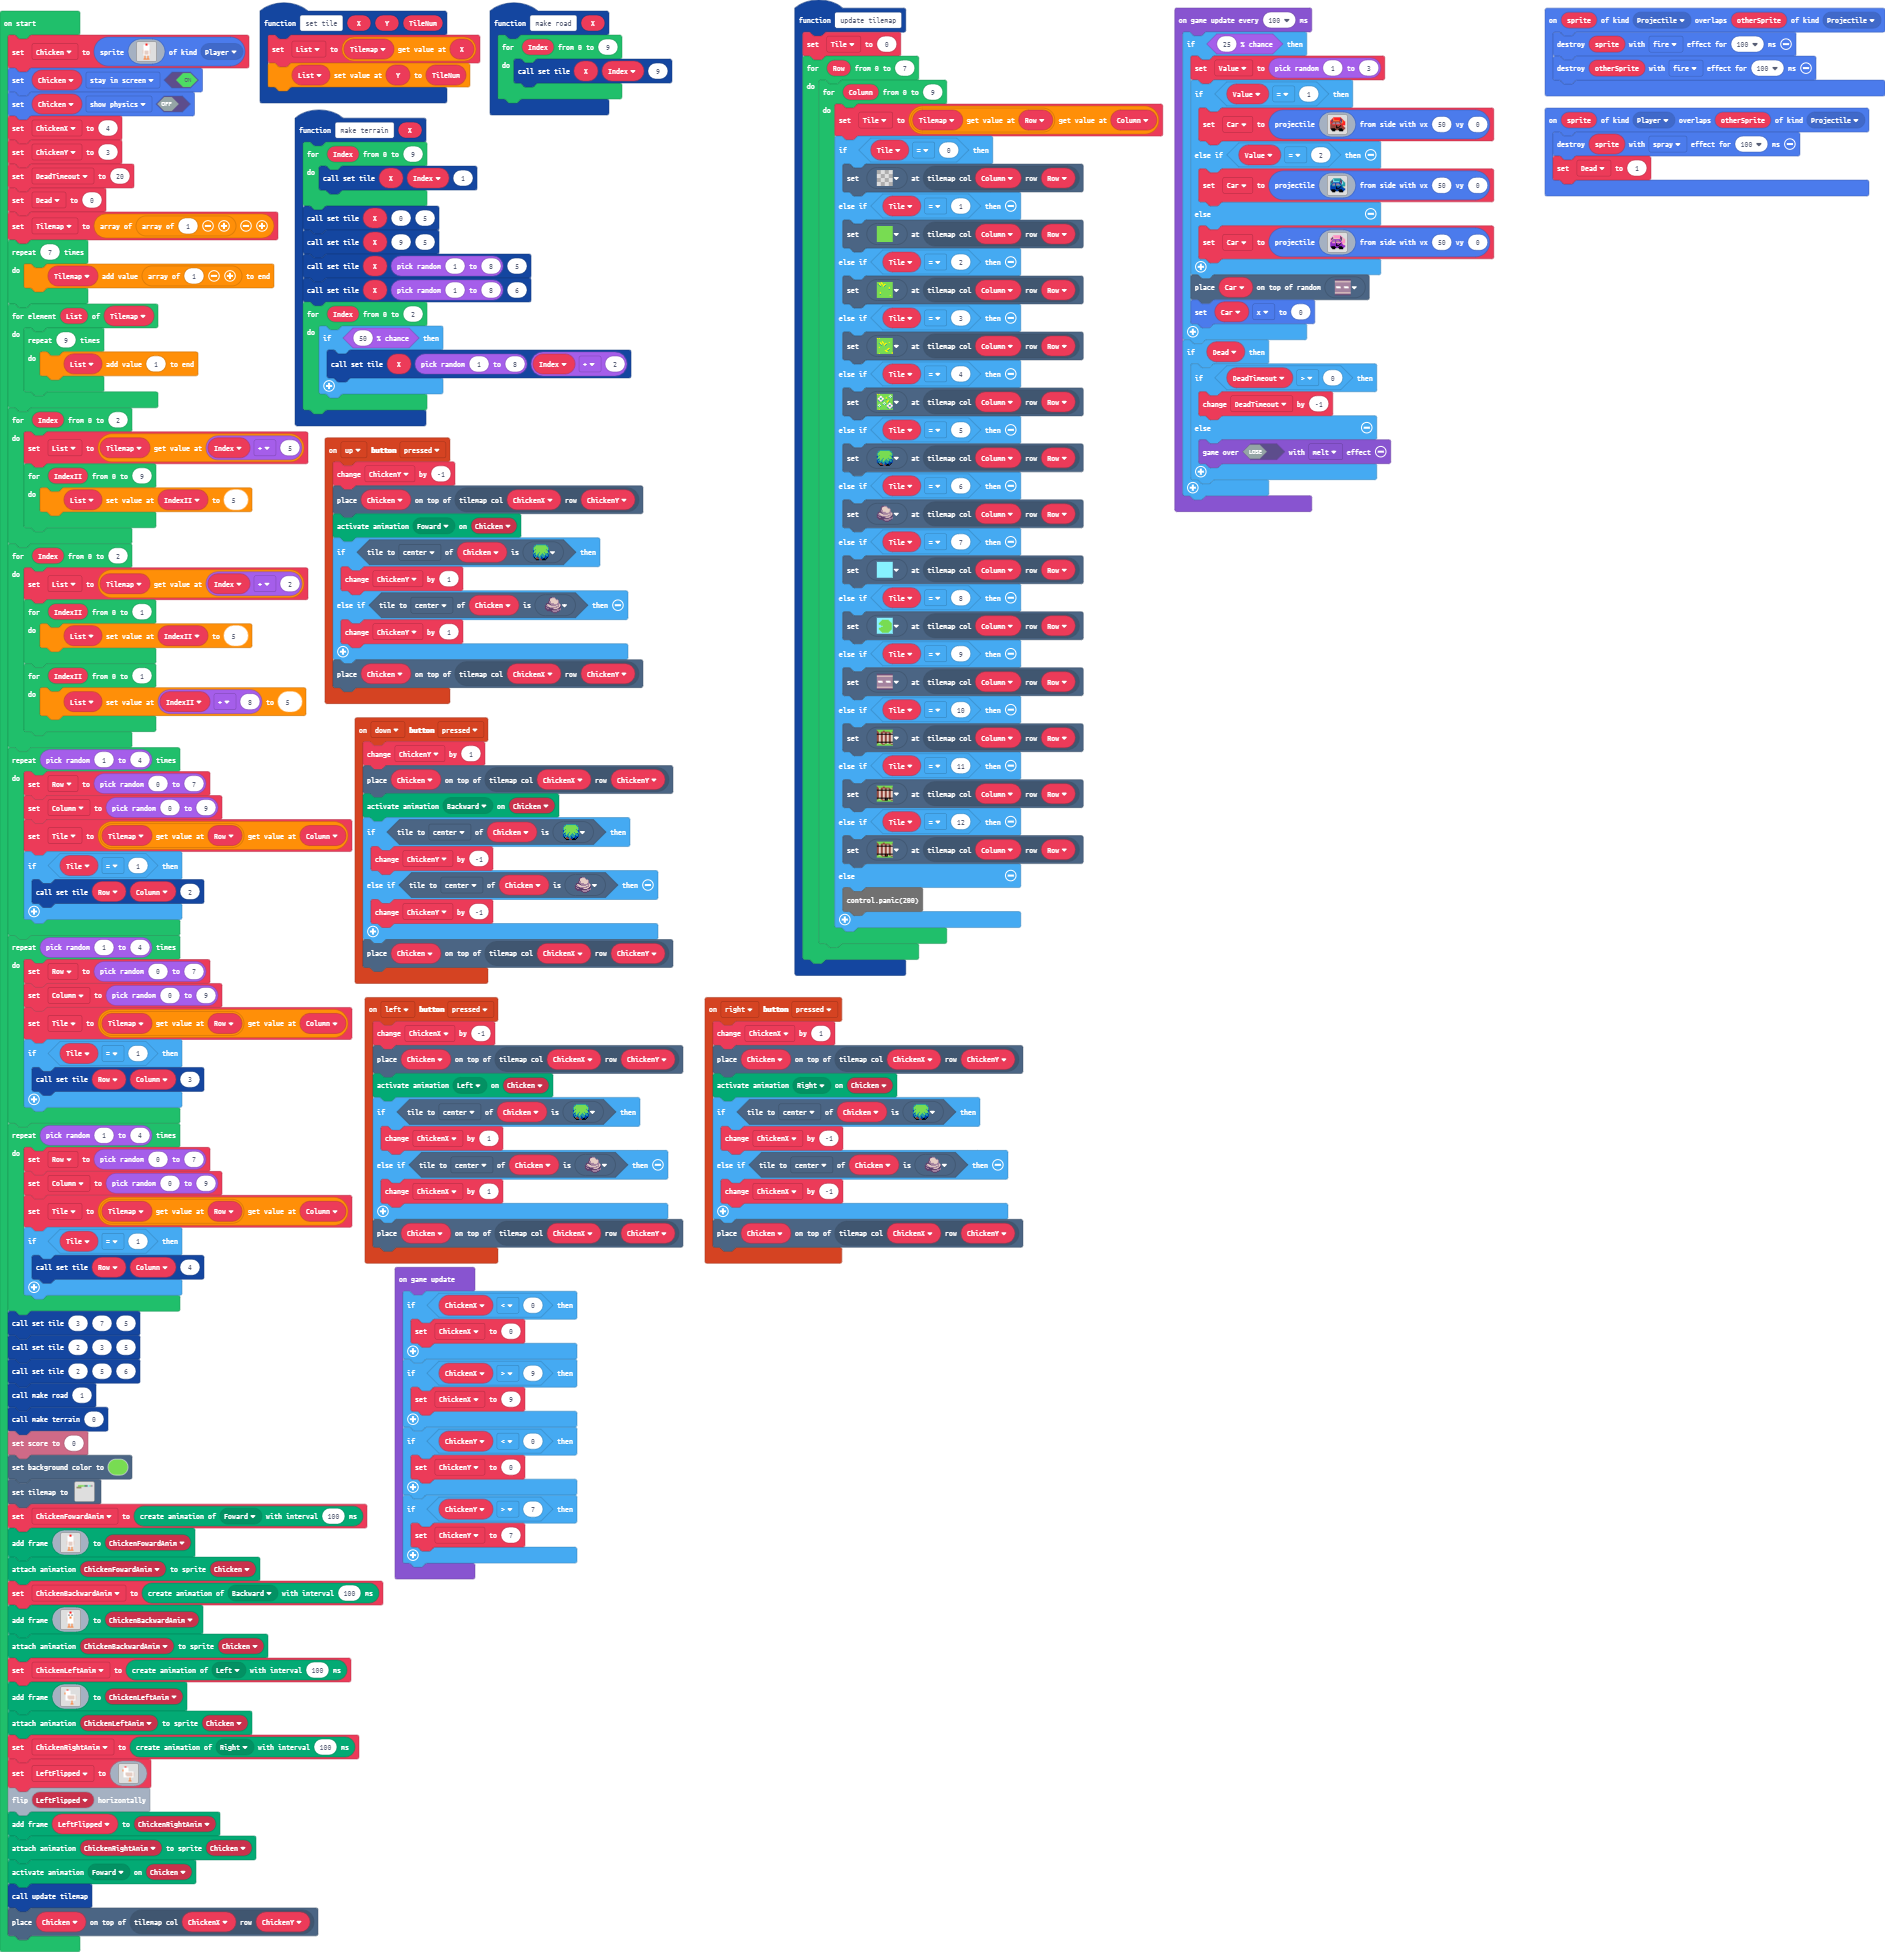 on start
set Chicken to sprite of kind Player
set Chicken stay in screen
set Chicken show physics OFF
set ChickenX to 4
set ChickenY to 3
set DeadTimeout to 20
set Dead to 0
set Tilemap to array of array of 1
repeat 7 times
do Tilemap add value array of 1 to end
for element List of Tilemap
do repeat 9 times
do List add value 1 to end
for Index from 0 to 2
do set List to Tilemap get value at Index + 5
for IndexII from 0 to 9
do List set value at IndexII to 5
for Index from 0 to 2
do set List to Tilemap get value at Index + 2
for IndexII from 0 to 1
do List set value at IndexII to 5
for IndexII from 0 to 1
do List set value at IndexII + 8 to 5
repeat pick random 1 to 4 times
do set Row to pick random 0 to 7
set Column to pick random 0 to 9
set Tile to Tilemap get value at Row get value at Column
if Tile = 1 then
call set tile Row Column 2
repeat pick random 1 to 4 times
do set Row to pick random 0 to 7
set Column to pick random 0 to 9
set Tile to Tilemap get value at Row get value at Column
if Tile = 1 then
call set tile Row Column 3
repeat pick random 1 to 4 times
do set Row to pick random 0 to 7
set Column to pick random 0 to 9
set Tile to Tilemap get value at Row get value at Column
if Tile = 1 then
call set tile Row Column 4
call set tile 3 7 5
call set tile 2 3 5
call set tile 2 5 6
call make road 1
call make terrain 0
set score to 0
set background color to
set tilemap to
set ChickenFowardAnim to create animation of Foward with interval 100 ms
add frame to ChickenFowardAnim
attach animation ChickenFowardAnim to sprite Chicken
set ChickenBackwardAnim to create animation of Backward with interval 100 ms
add frame to ChickenBackwardAnim
attach animation ChickenBackwardAnim to sprite Chicken
set ChickenLeftAnim to create animation of Left with interval 100 ms
add frame to ChickenLeftAnim
attach animation ChickenLeftAnim to sprite Chicken
set ChickenRightAnim to create animation of Right with interval 100 ms
set LeftFlipped to
flip LeftFlipped horizontally
add frame LeftFlipped to ChickenRightAnim
attach animation ChickenRightAnim to sprite Chicken
activate animation Foward on Chicken
call update tilemap
place Chicken on top of tilemap col ChickenX row ChickenY
function set tile X Y TileNum
set List to Tilemap get value at X
List set value at Y to TileNum
function make road X
for Index from 0 to 9
do call set tile X Index 9
function make terrain X
for Index from 0 to 9
do call set tile X Index 1
call set tile X 0 5
call set tile X 9 5
call set tile X pick random 1 to 8 5
call set tile X pick random 1 to 8 6
for Index from 0 to 2
do if 50 % chance then
call set tile X pick random 1 to 8 Index + 2
on up button pressed
change ChickenY by -1
place Chicken on top of tilemap col ChickenX row ChickenY
activate animation Foward on Chicken
if tile to center of Chicken is then
change ChickenY by 1
else if tile to center of Chicken is then
change ChickenY by 1
place Chicken on top of tilemap col ChickenX row ChickenY
on down button pressed
change ChickenY by 1
place Chicken on top of tilemap col ChickenX row ChickenY
activate animation Backward on Chicken
if tile to center of Chicken is then
change ChickenY by -1
else if tile to center of Chicken is then
change ChickenY by -1
place Chicken on top of tilemap col ChickenX row ChickenY
on left button pressed
change ChickenX by -1
place Chicken on top of tilemap col ChickenX row ChickenY
activate animation Left on Chicken
if tile to center of Chicken is then
change ChickenX by 1
else if tile to center of Chicken is then
change ChickenX by 1
place Chicken on top of tilemap col ChickenX row ChickenY
on right button pressed
change ChickenX by 1
place Chicken on top of tilemap col ChickenX row ChickenY
activate animation Right on Chicken
if tile to center of Chicken is then
change ChickenX by -1
else if tile to center of Chicken is then
change ChickenX by -1
place Chicken on top of tilemap col ChickenX row ChickenY
on game update
if ChickenX < 0 then
set ChickenX to 0
if ChickenX > 9 then
set ChickenX to 9
if ChickenY < 0 then
set ChickenY to 0
if ChickenY > 7 then
set ChickenY to 7
function update tilemap
set Tile to 0
for Row from 0 to 7
do for Column from 0 to 9
do set Tile to Tilemap get value at Row get value at Column
if Tile = 0 then
set at tilemap col Column row Row
else if Tile = 1 then
set at tilemap col Column row Row
else if Tile = 2 then
set at tilemap col Column row Row
else if Tile = 3 then
set at tilemap col Column row Row
else if Tile = 4 then
set at tilemap col Column row Row
else if Tile = 5 then
set at tilemap col Column row Row
else if Tile = 6 then
set at tilemap col Column row Row
else if Tile = 7 then
set at tilemap col Column row Row
else if Tile = 8 then
set at tilemap col Column row Row
else if Tile = 9 then
set at tilemap col Column row Row
else if Tile = 10 then
set at tilemap col Column row Row
else if Tile = 11 then
set at tilemap col Column row Row
else if Tile = 12 then
set at tilemap col Column row Row
else
control.panic(200)
on game update every 100 ms
if 25 % chance then
set Value to pick random 1 to 3
if Value = 1 then
set Car to projectile from side with vx 50 vy 0
else if Value = 2 then
set Car to projectile from side with vx 50 vy 0
else
set Car to projectile from side with vx 50 vy 0
place Car on top of random
set Car x to 0
if Dead then
if DeadTimeout > 0 then
change DeadTimeout by -1
else
game over LOSE with melt effect
on sprite of kind Projectile overlaps otherSprite of kind Projectile
destroy sprite with fire effect for 100 ms
destroy otherSprite with fire effect for 100 ms
on sprite of kind Player overlaps otherSprite of kind Projectile
destroy sprite with spray effect for 100 ms
set Dead to 1